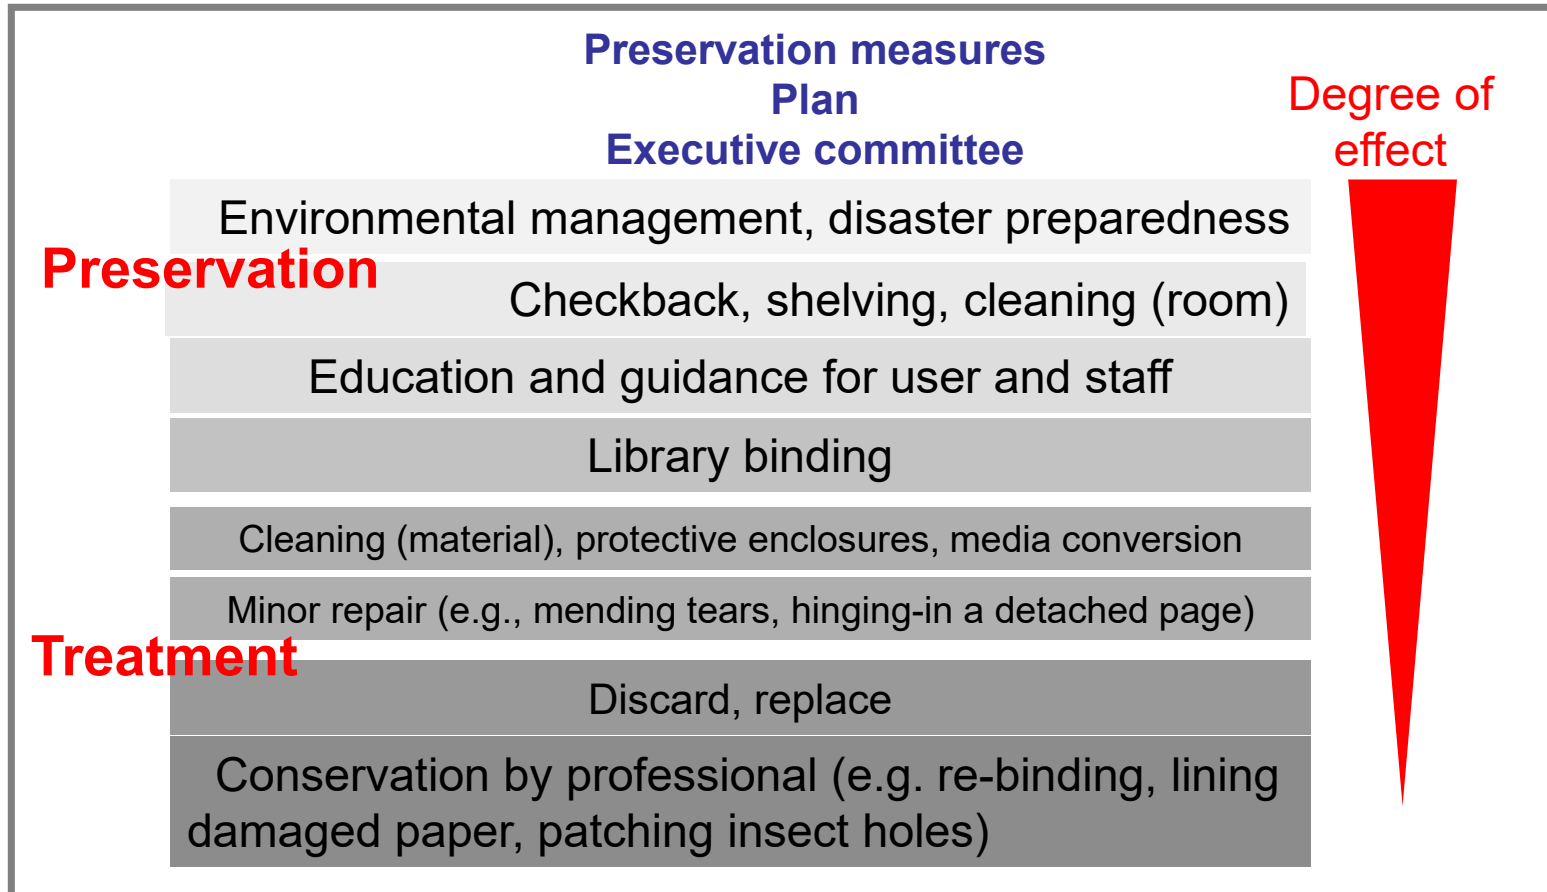 Preservation measures
Plan
Executive committee
Degree of
effect
Environmental management, disaster preparedness
Preservation
Checkback, shelving, cleaning (room)
Education and guidance for user and staff
Library binding
Cleaning (material), protective enclosures, media conversion
Minor repair (e.g., mending tears, hinging-in a detached page)
Treatment
Discard, replace
Conservation by professional (e.g. re-binding, lining
damaged paper, patching insect holes)